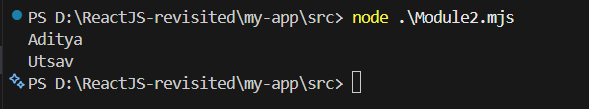 PS D:\ReactJS-revisited\my-app\src> node .\Module2.mjs
Aditya
Utsav
PS D:\ReactJS-revisited\my-app\src>